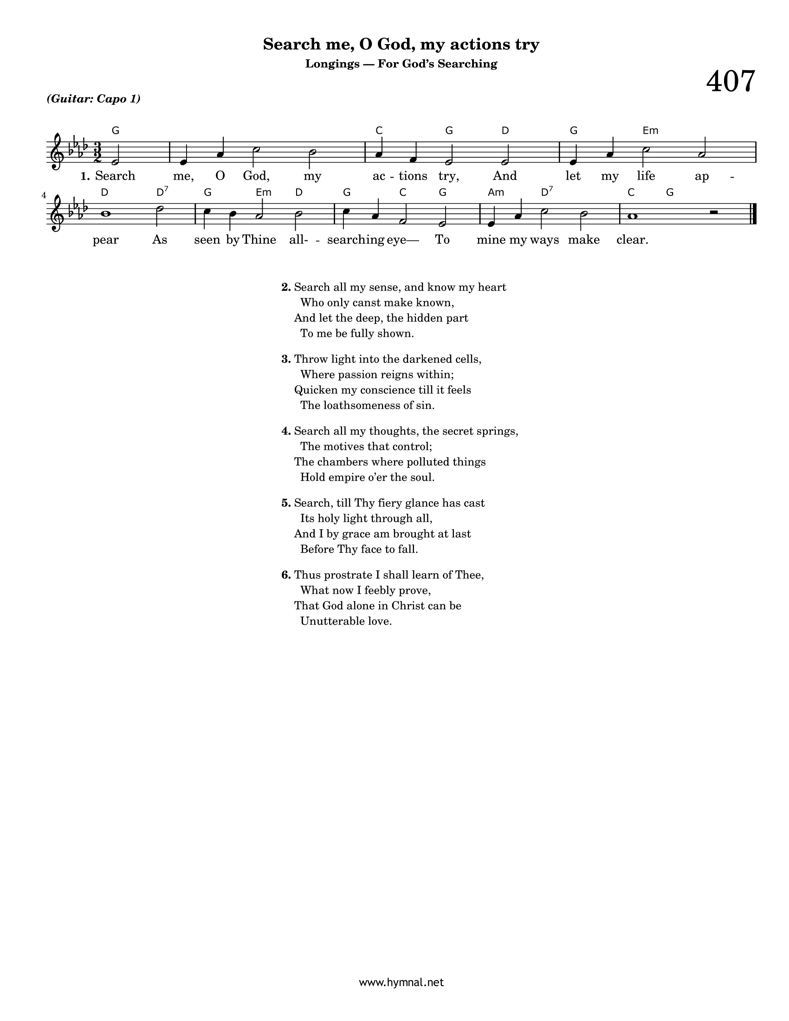 Search me, O God, my actions try
Longings — For God's Searching
407
(Guitar: Capo 1)
G C G D G Em
3
2
1. Search me, O God, my ac - tions try, And let my life ap -
4
D D7 G Em D G C G Am D7 C G
pear As seen by Thine all- - searching eye— To mine my ways make clear.
2. Search all my sense, and know my heart
Who only canst make known,
And let the deep, the hidden part
To me be fully shown.
3. Throw light into the darkened cells,
Where passion reigns within;
Quicken my conscience till it feels
The loathsomeness of sin.
4. Search all my thoughts, the secret springs,
The motives that control;
The chambers where polluted things
Hold empire o'er the soul.
5. Search, till Thy fiery glance has cast
Its holy light through all,
And I by grace am brought at last
Before Thy face to fall.
6. Thus prostrate I shall learn of Thee,
What now I feebly prove,
That God alone in Christ can be
Unutterable love.
www.hymnal.net